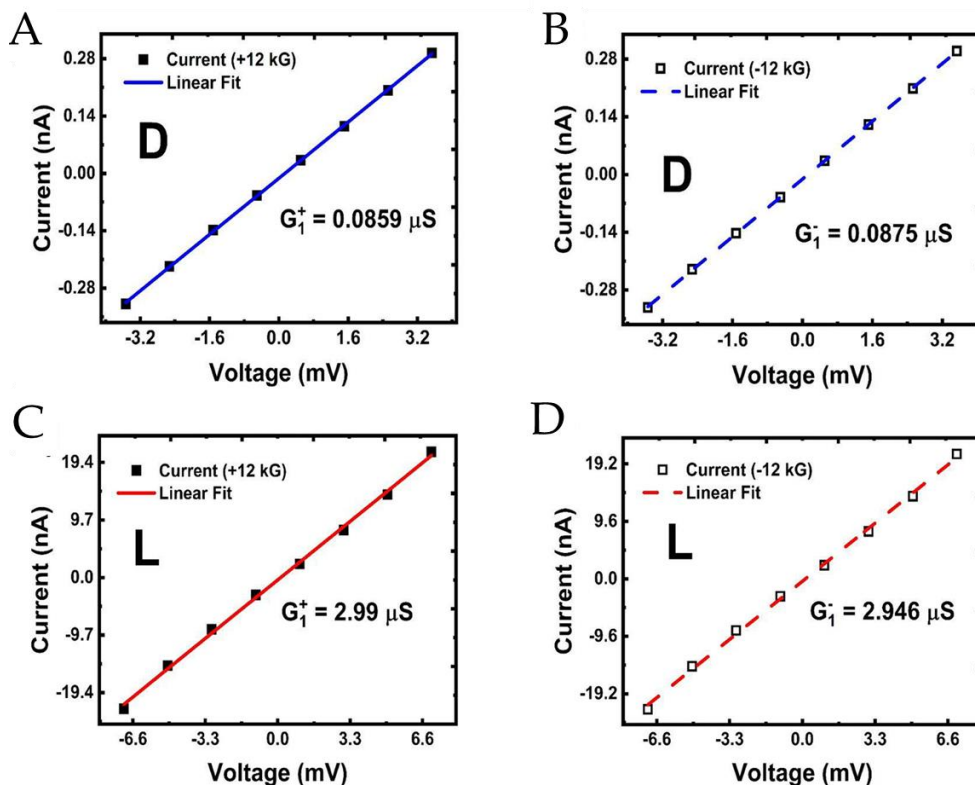 A
Current (nA)
0.28
0.14
0.00
-0.14
-0.28
Current (+12 kG)
Linear Fit
D
G₁⁺ = 0.0859 μS
-3.2 -1.6 0.0 1.6 3.2
Voltage (mV)
B
Current (nA)
0.28
0.14
0.00
-0.14
-0.28
Current (-12 kG)
Linear Fit
D
G₁⁻ = 0.0875 μS
-3.2 -1.6 0.0 1.6 3.2
Voltage (mV)
C
Current (nA)
19.4
9.7
0.0
-9.7
-19.4
Current (+12 kG)
Linear Fit
L
G₁⁺ = 2.99 μS
-6.6 -3.3 0.0 3.3 6.6
Voltage (mV)
D
Current (nA)
19.2
9.6
0.0
-9.6
-19.2
Current (-12 kG)
Linear Fit
L
G₁⁻ = 2.946 μS
-6.6 -3.3 0.0 3.3 6.6
Voltage (mV)